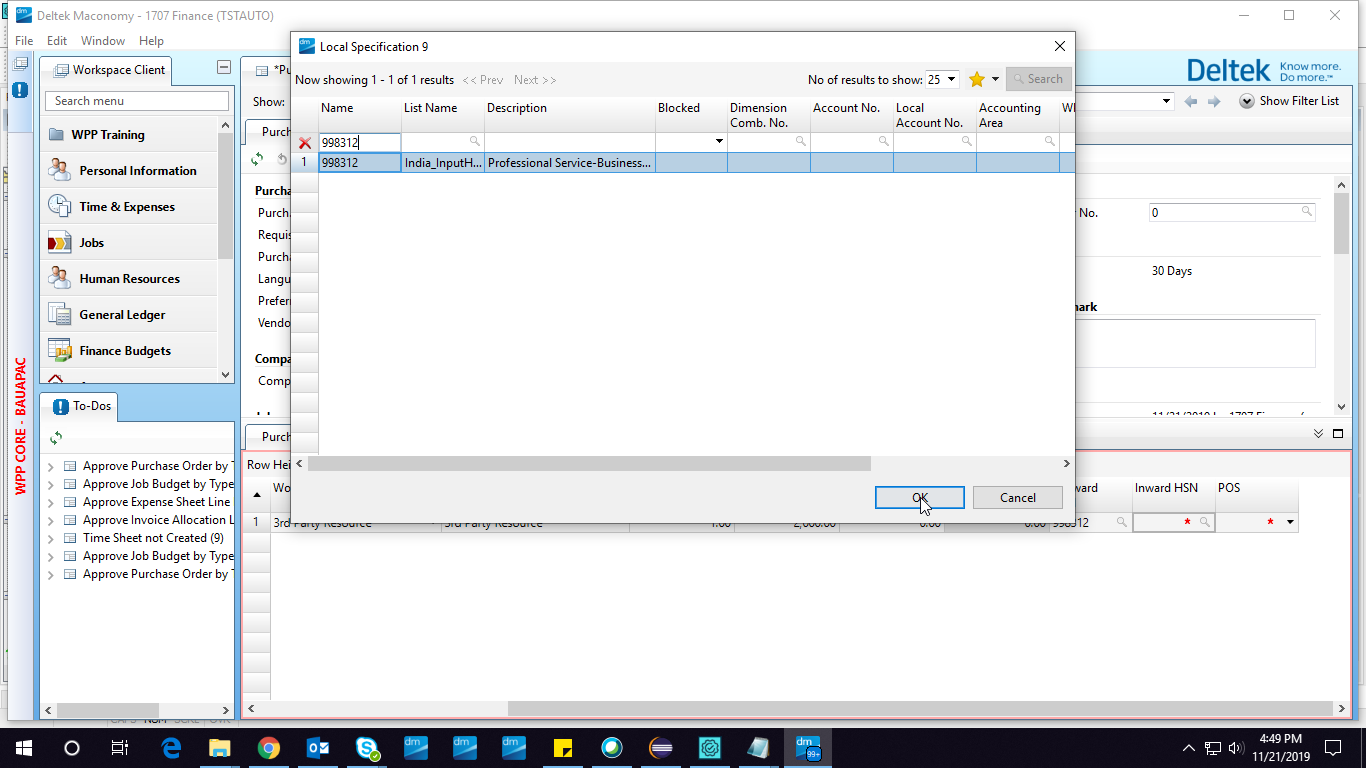 Deltek Maconomy - 1707 Finance (TSTAUTO)
File Edit Window Help
Workspace Client
Search menu
WPP Training
Personal Information
Time & Expenses
Jobs
Human Resources
General Ledger
Finance Budgets
To-Dos
Approve Purchase Order by T
Approve Job Budget by Type
Approve Expense Sheet Line
Approve Invoice Allocation L
Time Sheet not Created (9)
Approve Job Budget by Type
Approve Purchase Order by T
WPP CORE - BAUAPAC
*Pu
Show:
Purch
Purcha
Purch.
Requis
Purcha
Langu
Prefer
Vendo
Compa
Comp
Deltek Know more.
Do more.™
Show Filter List
No. 0
30 Days
mark
Local Specification 9
Now showing 1 - 1 of 1 results << Prev Next >>
No of results to show: 25 Search
Name List Name Description Blocked Dimension Comb. No. Account No. Local Account No. Accounting Area
998312
1 998312 India_InputH... Professional Service-Business...
OK Cancel
Purch
Row Hei
Wo ward Inward HSN POS
1 3rd Party Resource 3rd Party Resource 1.00 2,000.00 0.00 0.00 998312 * *
CAPS NUM SCRL OVR
99+
4:49 PM
11/21/2019